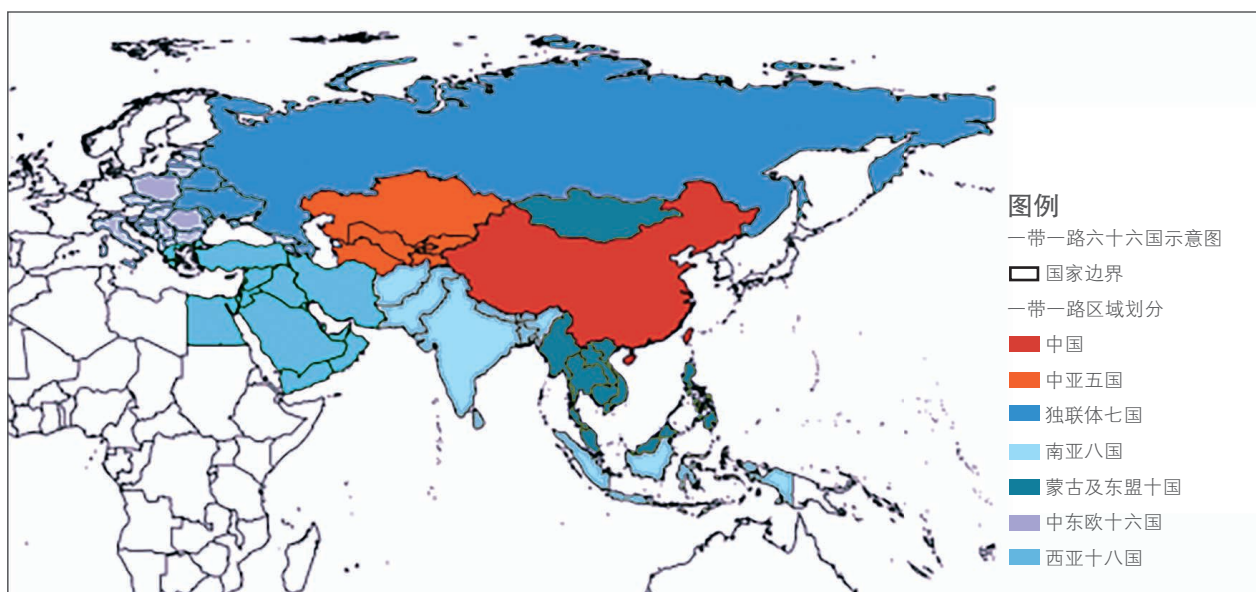 图例
一带一路六十六国示意图
国家边界
一带一路区域划分
中国
中亚五国
独联体七国
南亚八国
蒙古及东盟十国
中东欧十六国
西亚十八国